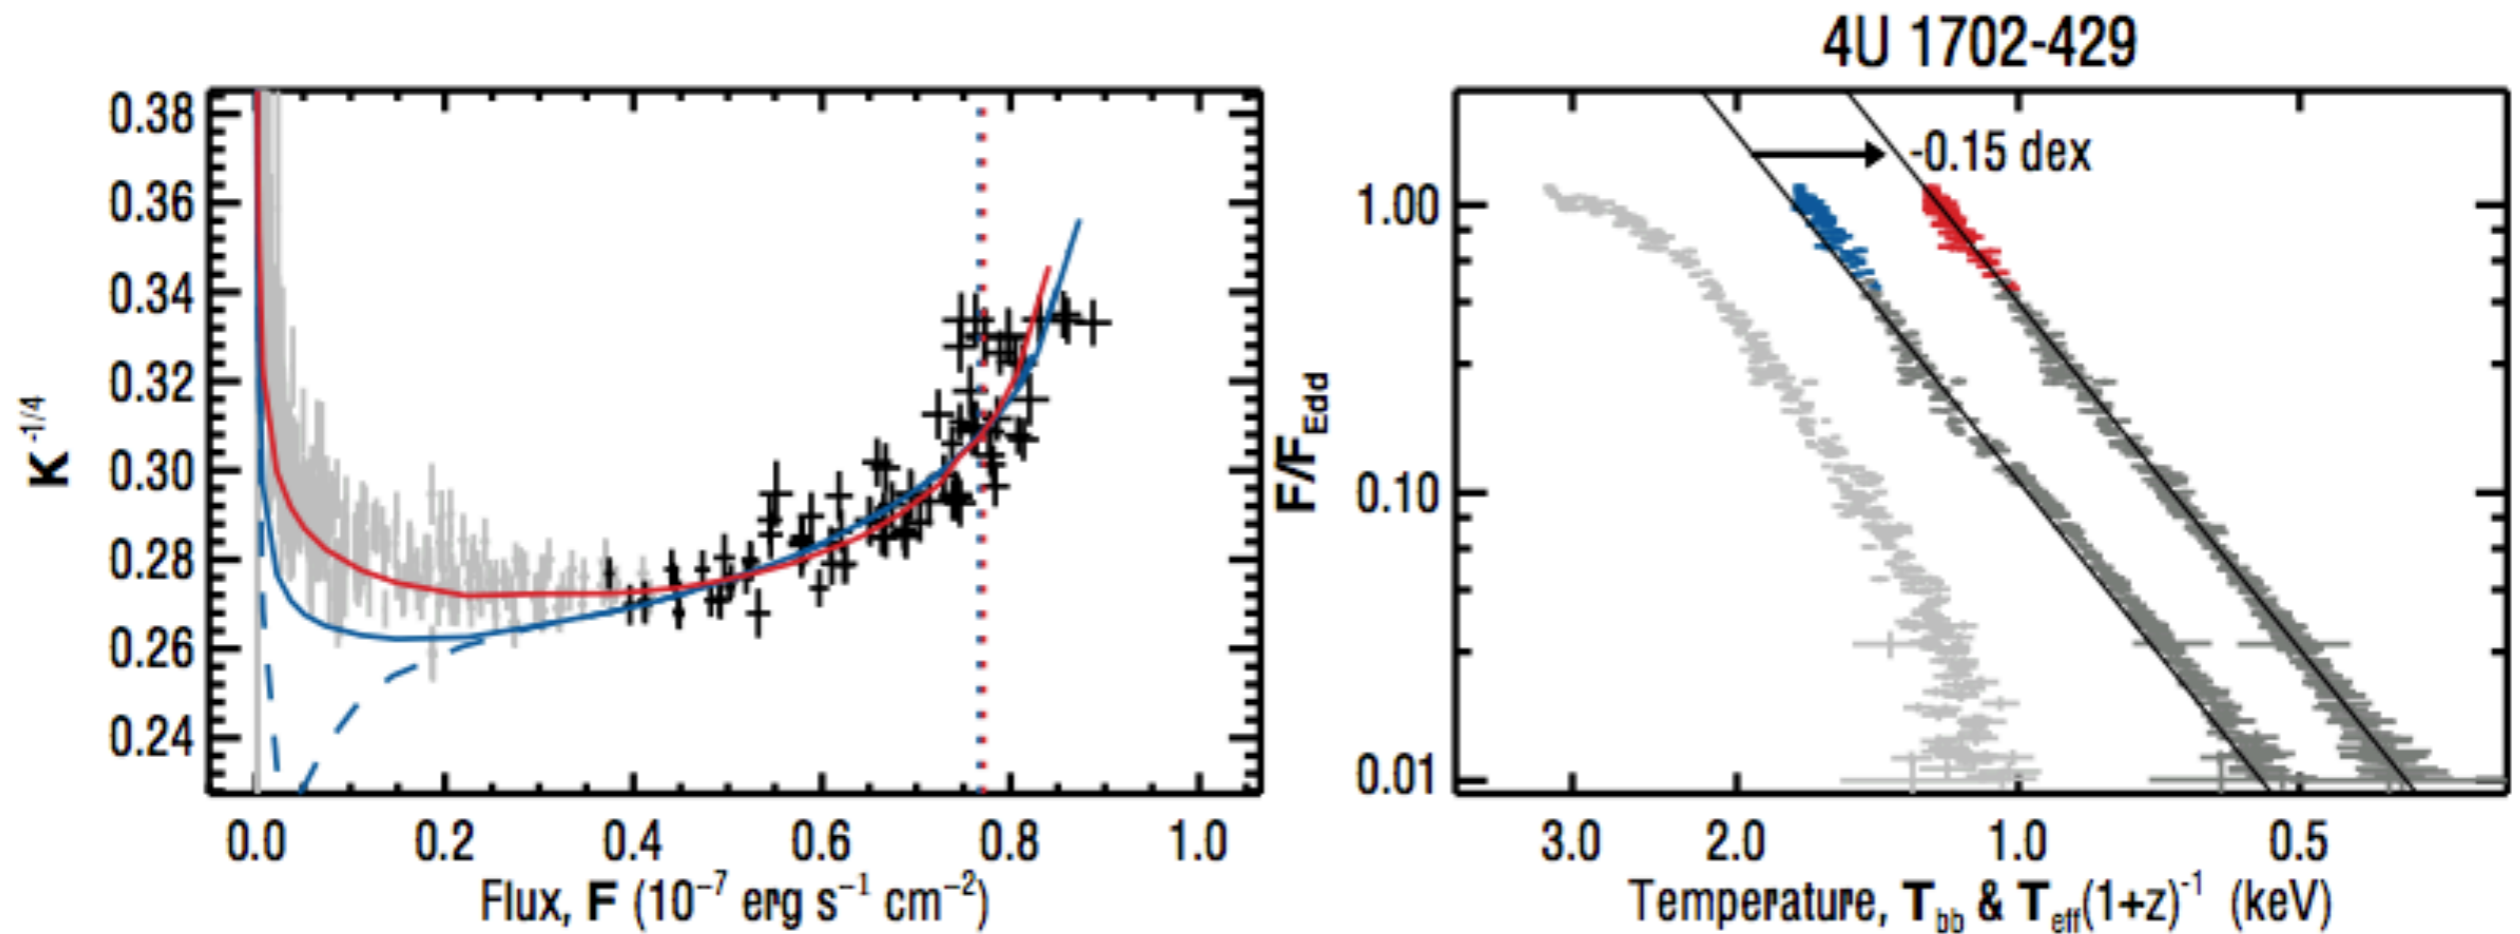 4U 1702-429
0.38
0.36
0.34
0.32
0.30
0.28
0.26
0.24
K⁻¹/⁴
0.0 0.2 0.4 0.6 0.8 1.0
Flux, F (10⁻⁷ erg s⁻¹ cm⁻²)
-0.15 dex
1.00
0.10
0.01
F/F_Edd
3.0 2.0 1.0 0.5
Temperature, T_bb & T_eff(1+z)⁻¹ (keV)